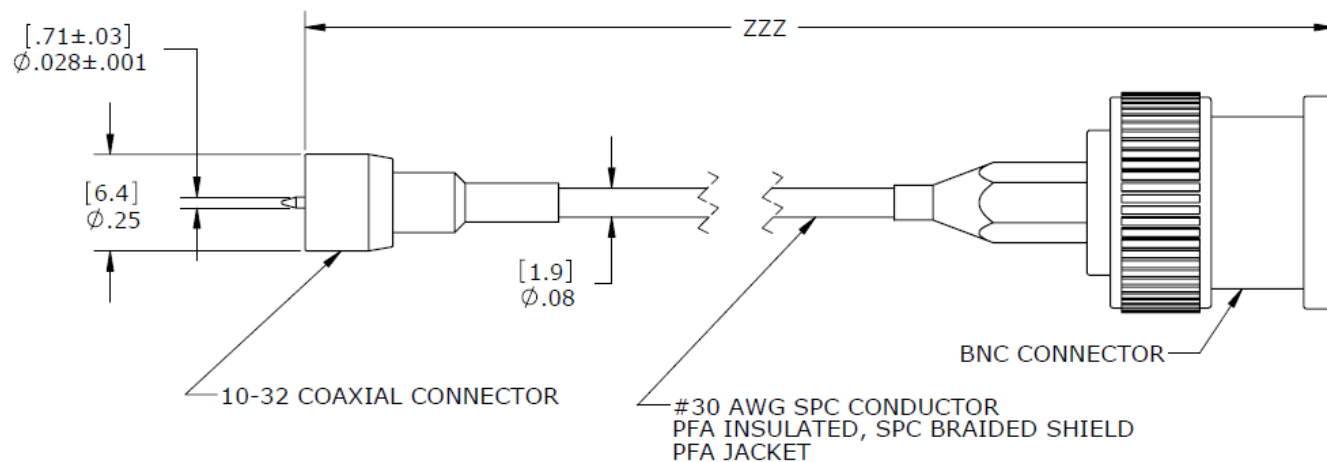 [.71±.03]
∅.028±.001
ZZZ
[6.4]
∅.25
[1.9]
∅.08
BNC CONNECTOR
10-32 COAXIAL CONNECTOR
#30 AWG SPC CONDUCTOR
PFA INSULATED, SPC BRAIDED SHIELD
PFA JACKET